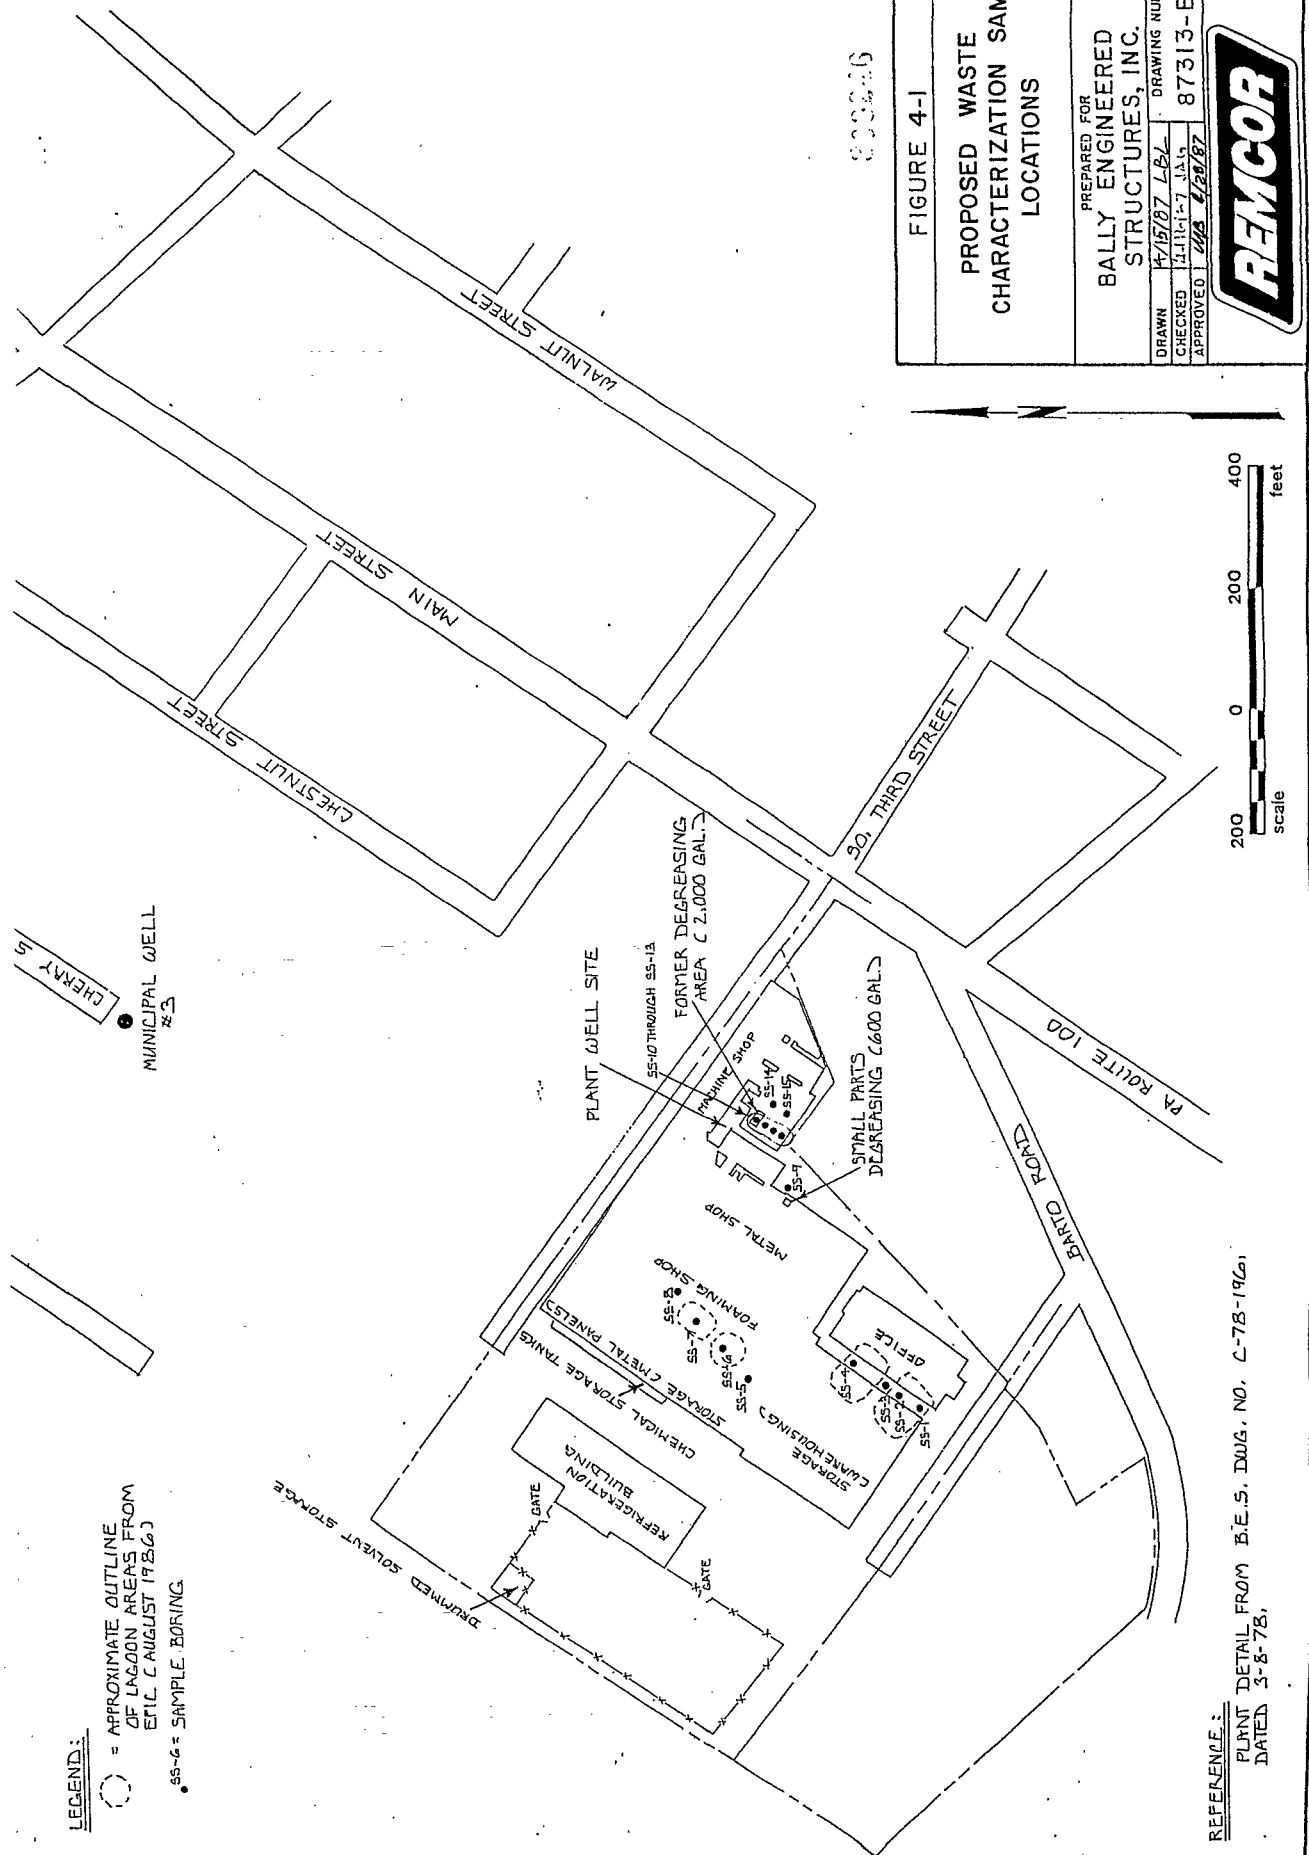 LEGEND:
= APPROXIMATE OUTLINE
OF LAGOON AREAS FROM
EPIC (AUGUST 1986)
SS-6 = SAMPLE BORING
CHERRY S
MUNICIPAL WELL
#3
CHESTNUT STREET
MAIN STREET
WALNUT STREET
DRUMMED SOLVENT STORAGE
GATE
GATE
REFRIGERATION
BUILDING
CHEMICAL STORAGE TANKS
STORAGE (METAL PANELS)
STORAGE
(WAREHOUSING)
FOAMING SHOP
METAL SHOP
MACHINE SHOP
OFFICE
PLANT WELL SITE
SS-10 THROUGH SS-13
FORMER DEGREASING
AREA (2,000 GAL.)
SMALL PARTS
DEGREASING (600 GAL.)
SS-1
SS-2
SS-3
SS-4
SS-5
SS-6
SS-7
SS-8
SS-9
SS-14
SS-15
SO. THIRD STREET
BARTO ROAD
PA ROUTE 100
REFERENCE:
PLANT DETAIL FROM B.E.S. DWG. NO. C-78-196,
DATED 3-8-78.
200 0 200 400
scale feet
N
FIGURE 4-1
PROPOSED WASTE
CHARACTERIZATION SAM
LOCATIONS
PREPARED FOR
BALLY ENGINEERED
STRUCTURES, INC.
DRAWN 4/15/87 LBL
CHECKED
APPROVED
DRAWING NU
87313-E
REMCOR